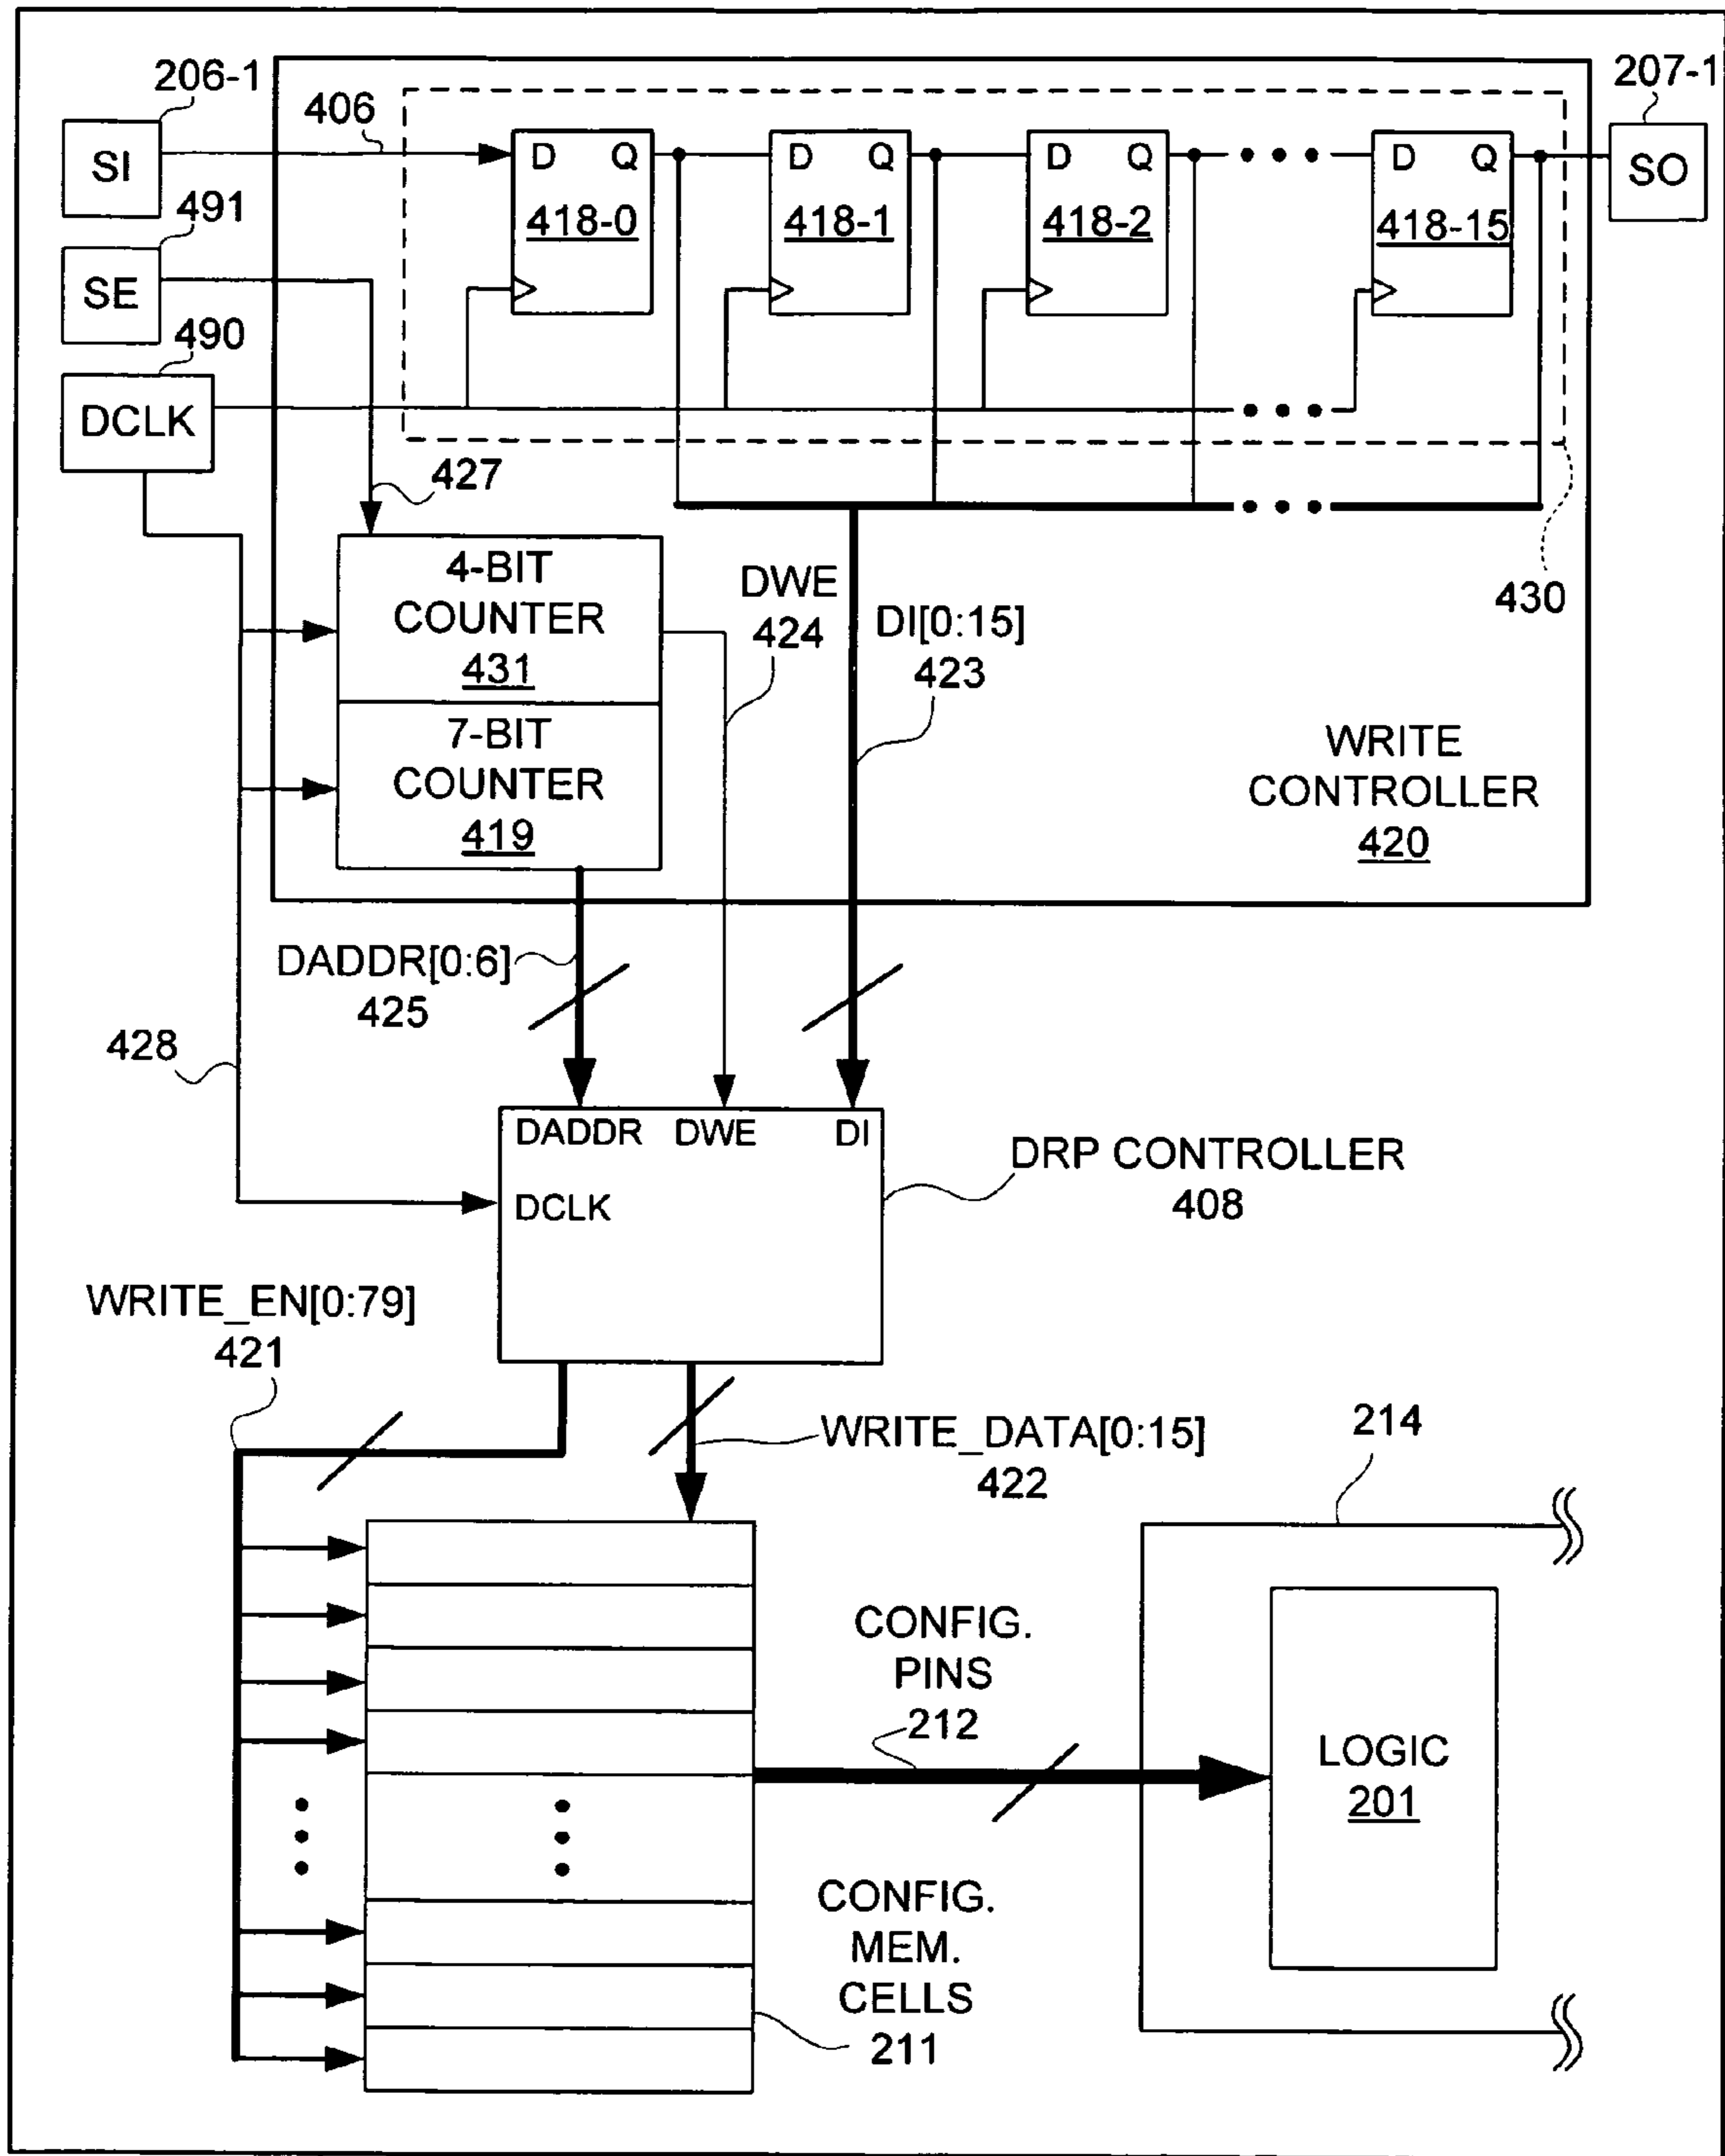 206-1
207-1
406
SI
D Q
418-0
D Q
418-1
D Q
418-2
D Q
418-15
SO
491
SE
490
DCLK
427
430
4-BIT
COUNTER
431
7-BIT
COUNTER
419
DWE
424
DI[0:15]
423
WRITE
CONTROLLER
420
DADDR[0:6]
425
428
DADDR DWE DI
DCLK
DRP CONTROLLER
408
WRITE_EN[0:79]
421
WRITE_DATA[0:15]
422
214
CONFIG.
PINS
212
LOGIC
201
CONFIG.
MEM.
CELLS
211